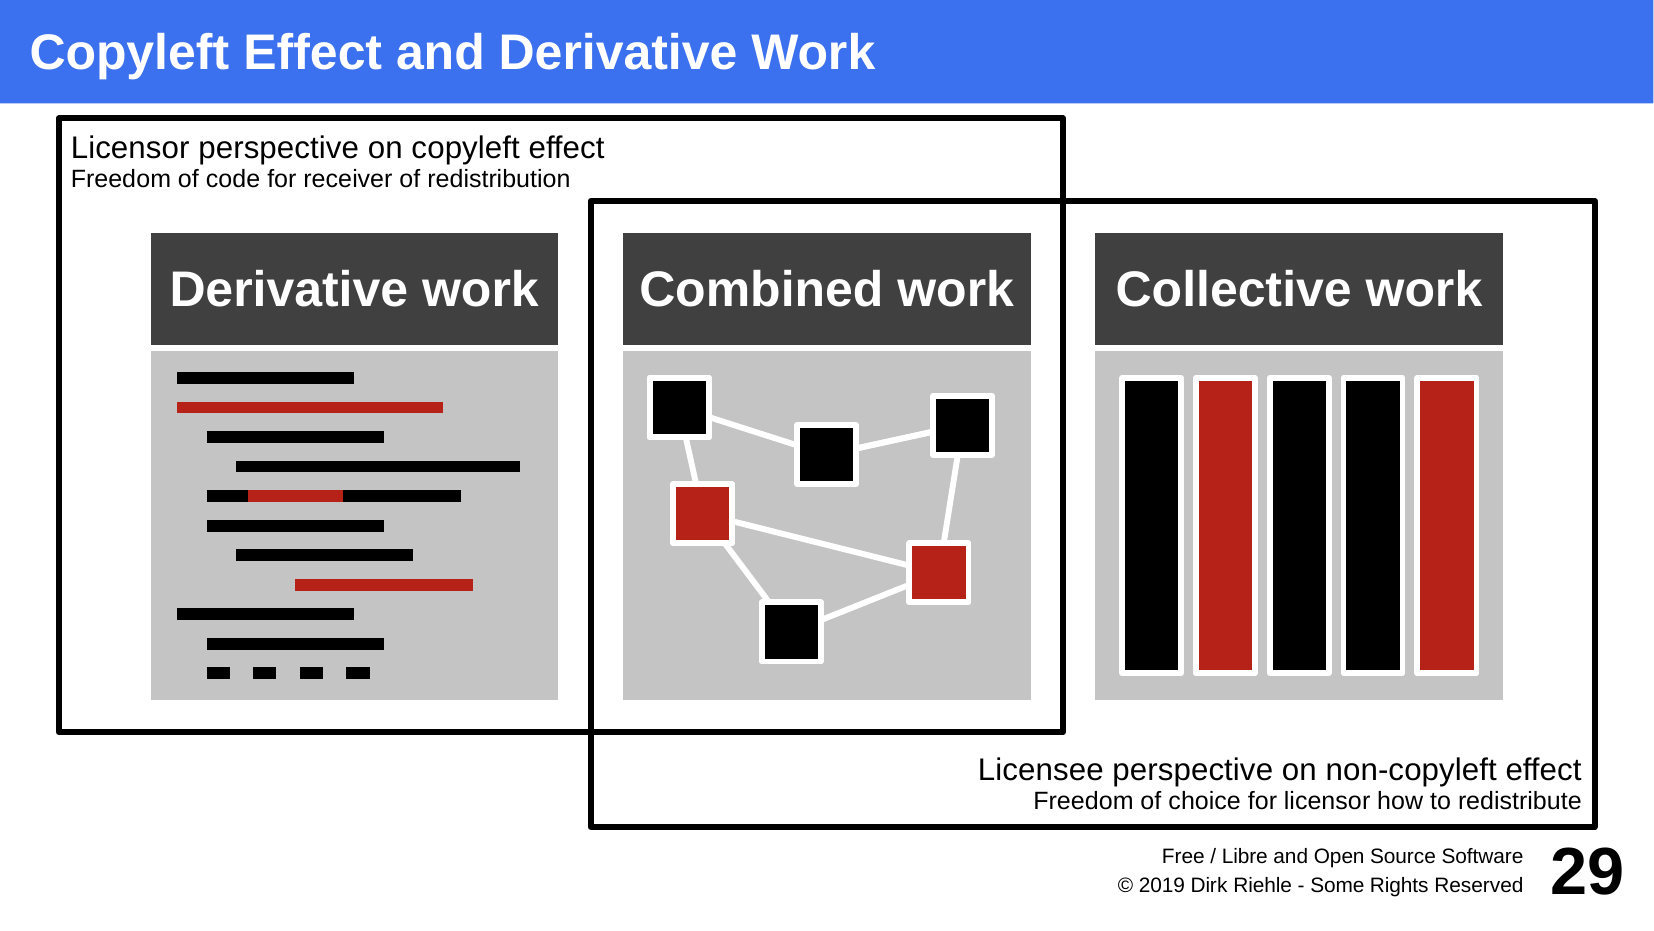 Copyleft Effect and Derivative Work
Licensor perspective on copyleft effect
Freedom of code for receiver of redistribution
Derivative work
Combined work
Collective work
Licensee perspective on non-copyleft effect
Freedom of choice for licensor how to redistribute
Free / Libre and Open Source Software
© 2019 Dirk Riehle - Some Rights Reserved
29